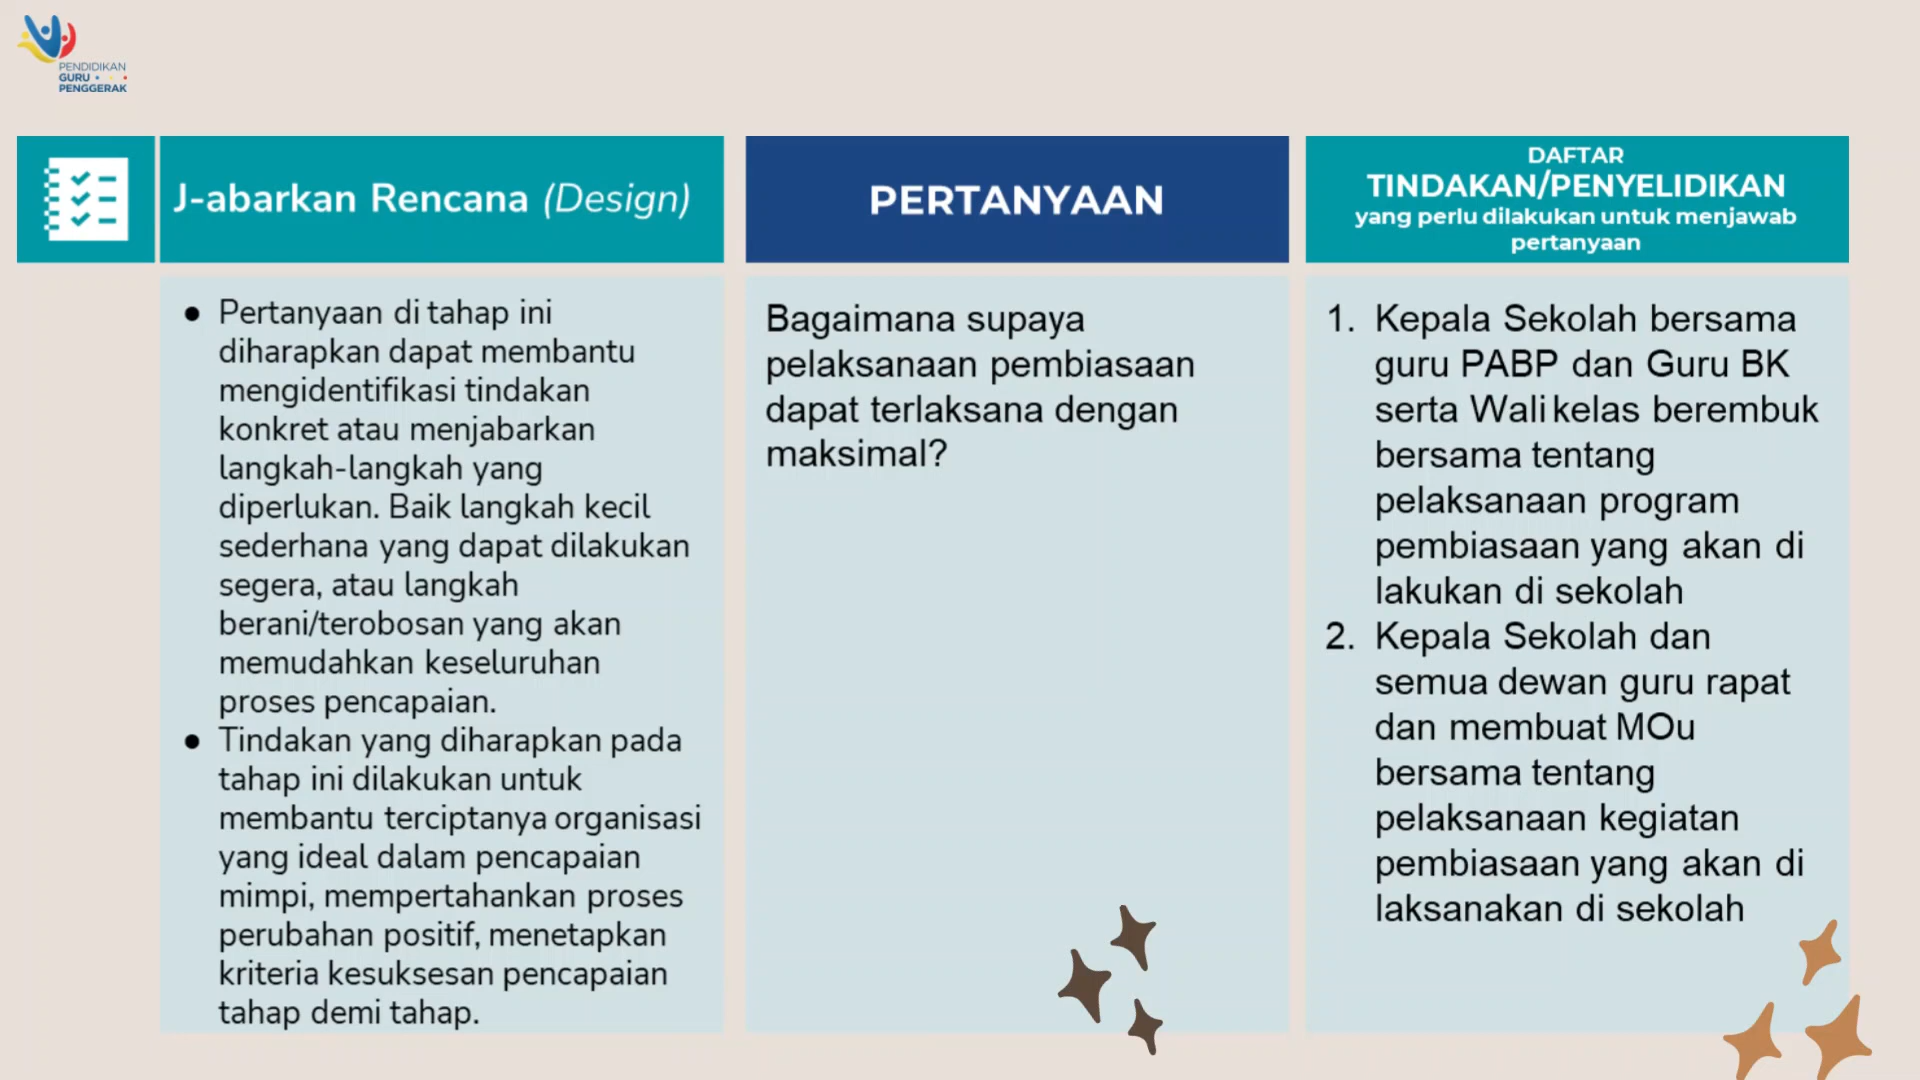 PENDIDIKAN
GURU
PENGGERAK
J-abarkan Rencana (Design)
PERTANYAAN
DAFTAR
TINDAKAN/PENYELIDIKAN
yang perlu dilakukan untuk menjawab
pertanyaan
● Pertanyaan di tahap ini
diharapkan dapat membantu
mengidentifikasi tindakan
konkret atau menjabarkan
langkah-langkah yang
diperlukan. Baik langkah kecil
sederhana yang dapat dilakukan
segera, atau langkah
berani/terobosan yang akan
memudahkan keseluruhan
proses pencapaian.
● Tindakan yang diharapkan pada
tahap ini dilakukan untuk
membantu terciptanya organisasi
yang ideal dalam pencapaian
mimpi, mempertahankan proses
perubahan positif, menetapkan
kriteria kesuksesan pencapaian
tahap demi tahap.
Bagaimana supaya
pelaksanaan pembiasaan
dapat terlaksana dengan
maksimal?
1. Kepala Sekolah bersama
guru PABP dan Guru BK
serta Wali kelas berembuk
bersama tentang
pelaksanaan program
pembiasaan yang akan di
lakukan di sekolah
2. Kepala Sekolah dan
semua dewan guru rapat
dan membuat MOu
bersama tentang
pelaksanaan kegiatan
pembiasaan yang akan di
laksanakan di sekolah